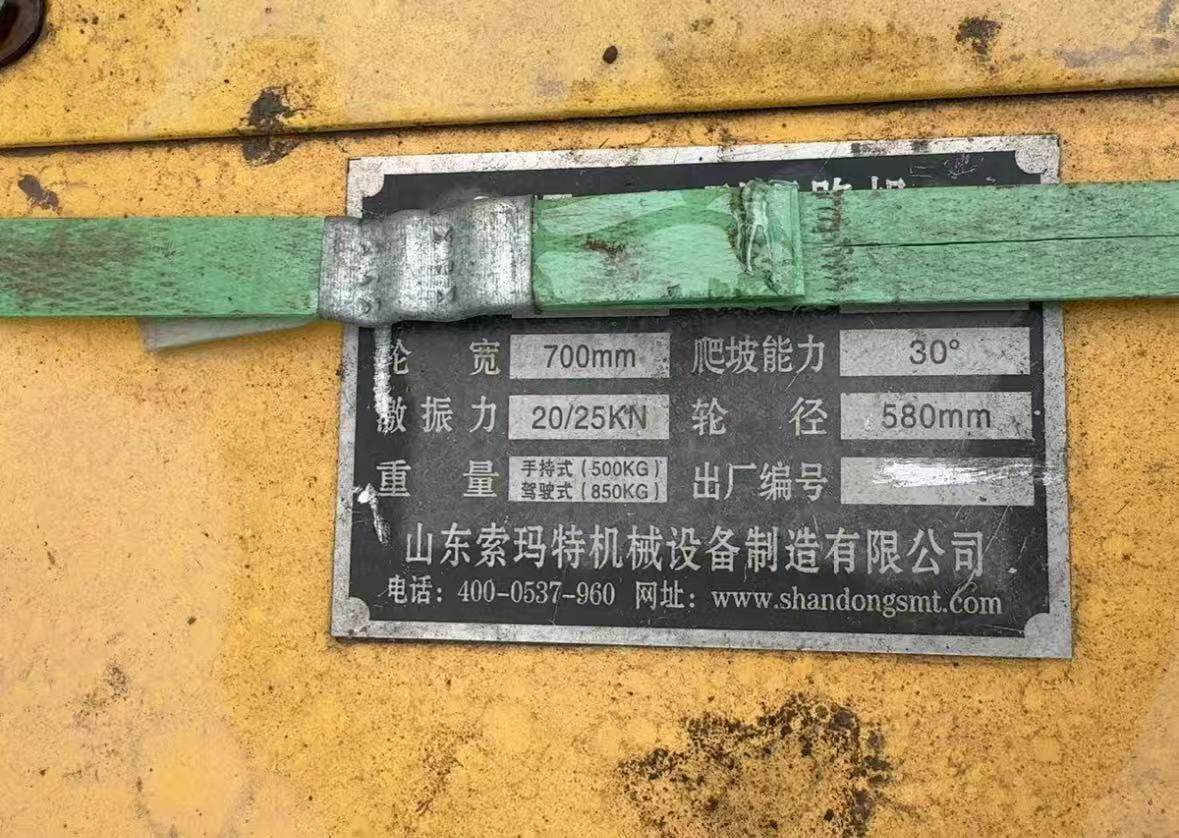 轮宽 700mm 爬坡能力 30°
激振力 20/25KN 轮径 580mm
重量 手持式(500KG) 驾驶式(850KG) 出厂编号
山东索玛特机械设备制造有限公司
电话：400-0537-960 网址：www.shandongsmt.com